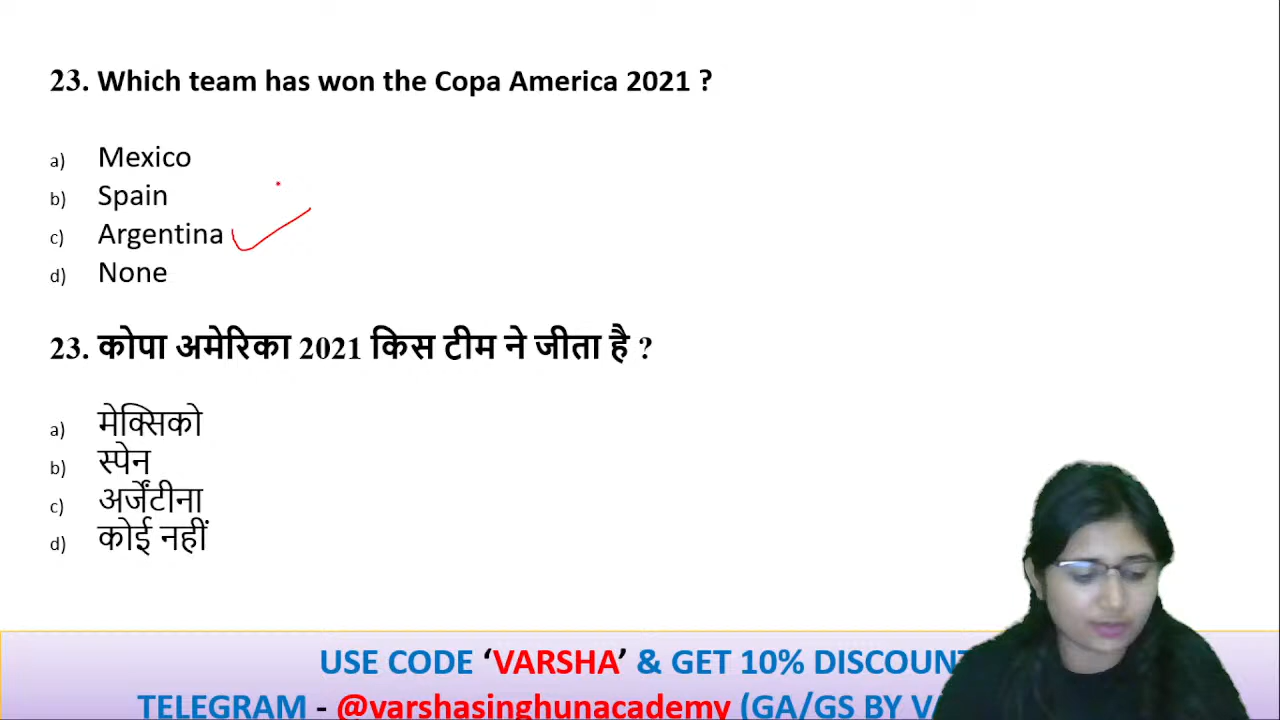 23. Which team has won the Copa America 2021 ?
a) Mexico
b) Spain
c) Argentina
d) None
23. कोपा अमेरिका 2021 किस टीम ने जीता है ?
a) मेक्सिको
b) स्पेन
c) अर्जेंटीना
d) कोई नहीं
USE CODE ‘VARSHA’ & GET 10% DISCOUNT
TELEGRAM - @varshasinghunacademy (GA/GS BY